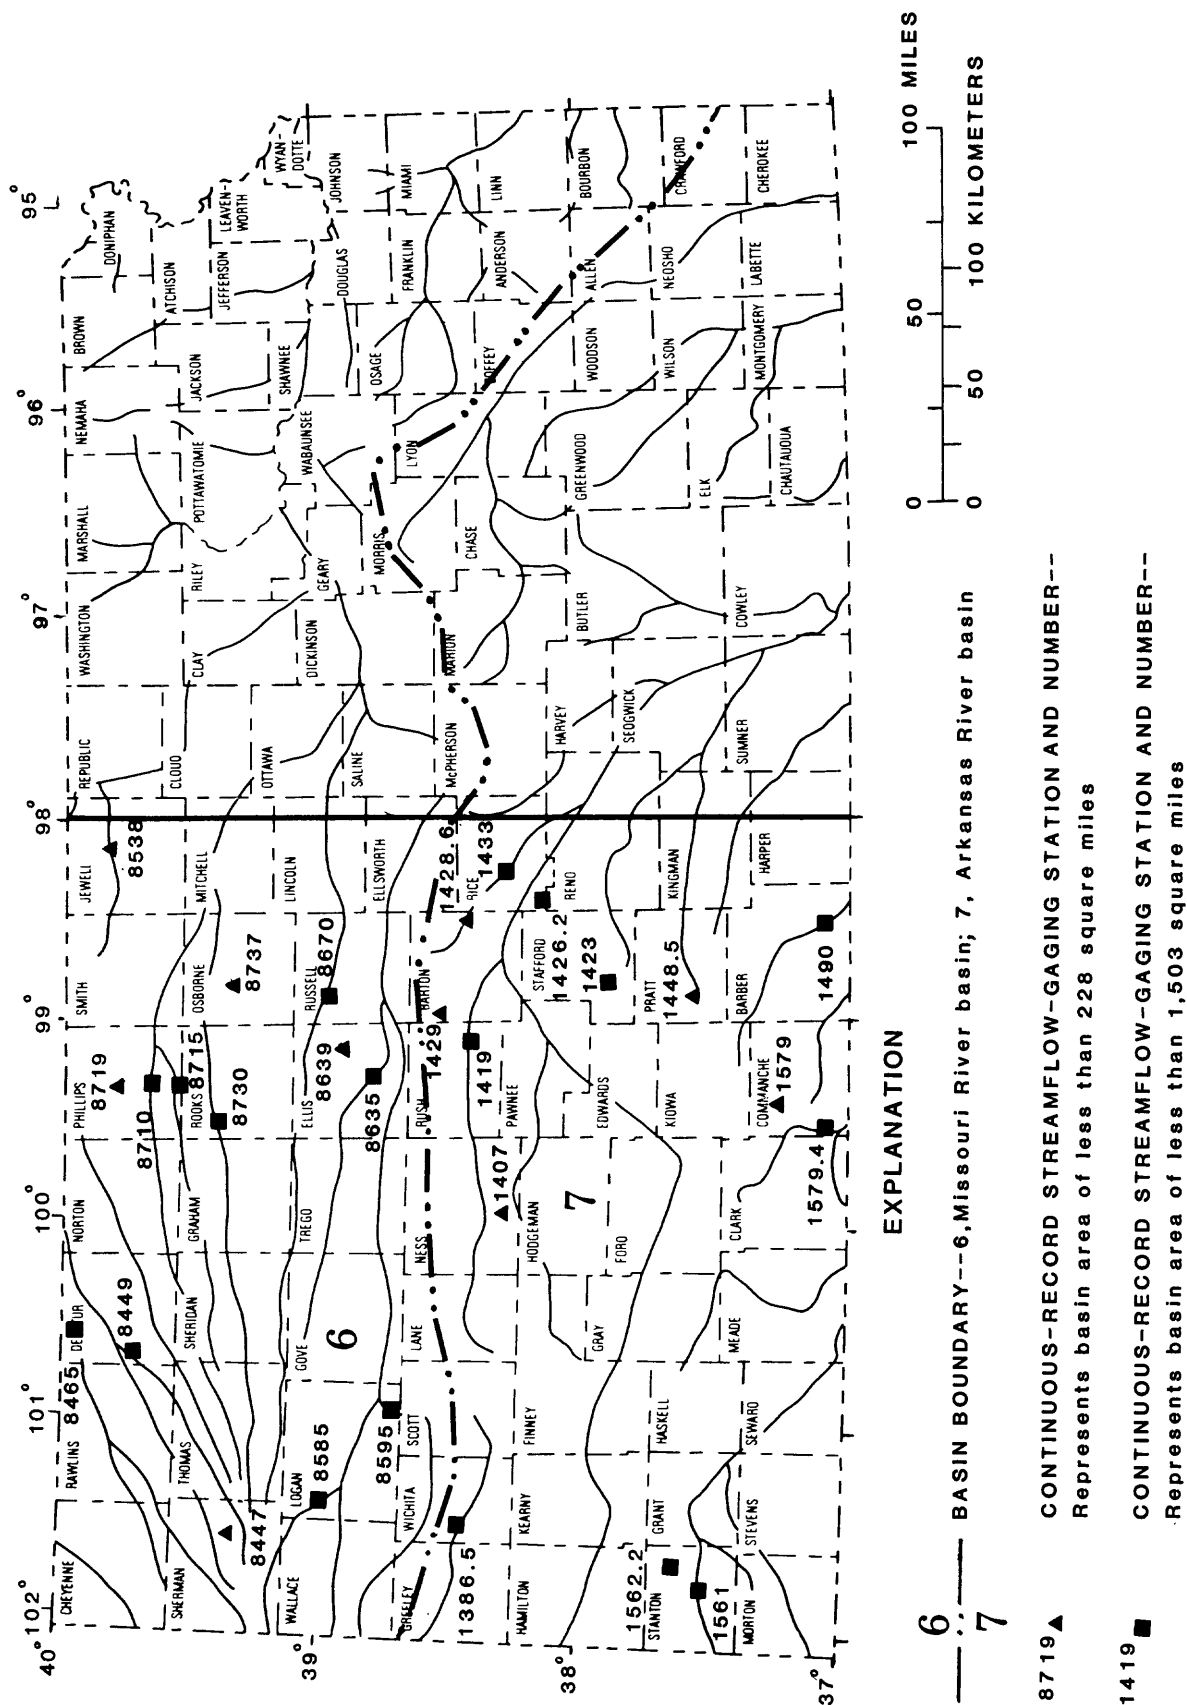 102°
101°
100°
99°
98°
97°
96°
95°
40°
39°
38°
37°
CHEYENNE
RAWLINS
NORTON
PHILLIPS
SMITH
JEWELL
REPUBLIC
WASHINGTON
MARSHALL
NEMAHA
BROWN
DONIPHAN
8465
8449
8719
8538
SHERMAN
THOMAS
SHERIDAN
GRAHAM
ROOKS
OSBORNE
MITCHELL
CLOUD
CLAY
RILEY
POTTAWATOMIE
JACKSON
ATCHISON
JEFFERSON
LEAVEN-
WORTH
WYAN-
DOTTE
8447
8710
8715
8730
8737
WALLACE
LOGAN
GOVE
TREGO
ELLIS
RUSSELL
LINCOLN
OTTAWA
DICKINSON
GEARY
WABAUNSEE
SHAWNEE
DOUGLAS
JOHNSON
8585
6
8639
8670
8635
8595
GREELEY
WICHITA
SCOTT
LANE
NESS
RUSH
BARTON
ELLSWORTH
SALINE
McPHERSON
MARION
MORRIS
CHASE
LYON
OSAGE
FRANKLIN
MIAMI
1386.5
1407
1419
1429
1428.6
RICE
1433
HAMILTON
KEARNY
FINNEY
HODGEMAN
PAWNEE
STAFFORD
RENO
HARVEY
BUTLER
GREENWOOD
WOODSON
ANDERSON
LINN
ALLEN
BOURBON
7
1426.2
1423
STANTON
GRANT
HASKELL
GRAY
FORD
EDWARDS
KIOWA
PRATT
KINGMAN
SEDGWICK
ELK
WILSON
NEOSHO
CRAWFORD
1562.2
1561
1448.5
MORTON
STEVENS
SEWARD
MEADE
CLARK
COMMANCHE
BARBER
HARPER
SUMNER
COWLEY
CHAUTAUQUA
MONTGOMERY
LABETTE
CHEROKEE
1579.4
1579
1490
0 50 100 MILES
0 50 100 KILOMETERS
EXPLANATION
6
7
BASIN BOUNDARY--6, Missouri River basin; 7, Arkansas River basin
8719
CONTINUOUS-RECORD STREAMFLOW-GAGING STATION AND NUMBER--
Represents basin area of less than 228 square miles
1419
CONTINUOUS-RECORD STREAMFLOW-GAGING STATION AND NUMBER--
Represents basin area of less than 1,503 square miles